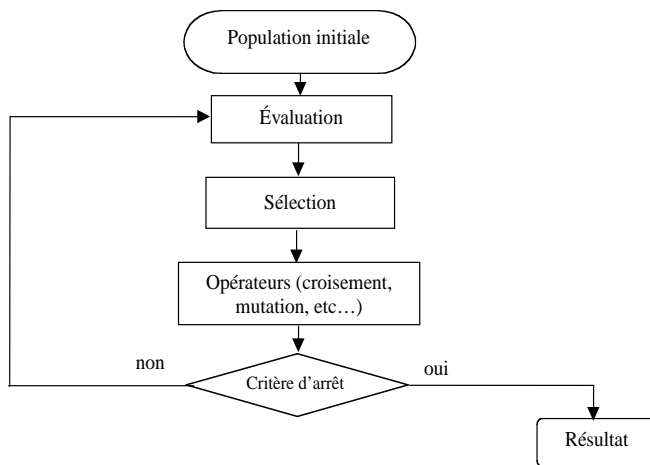 Population initiale
Évaluation
Sélection
Opérateurs (croisement,
mutation, etc…)
non
Critère d’arrêt
oui
Résultat